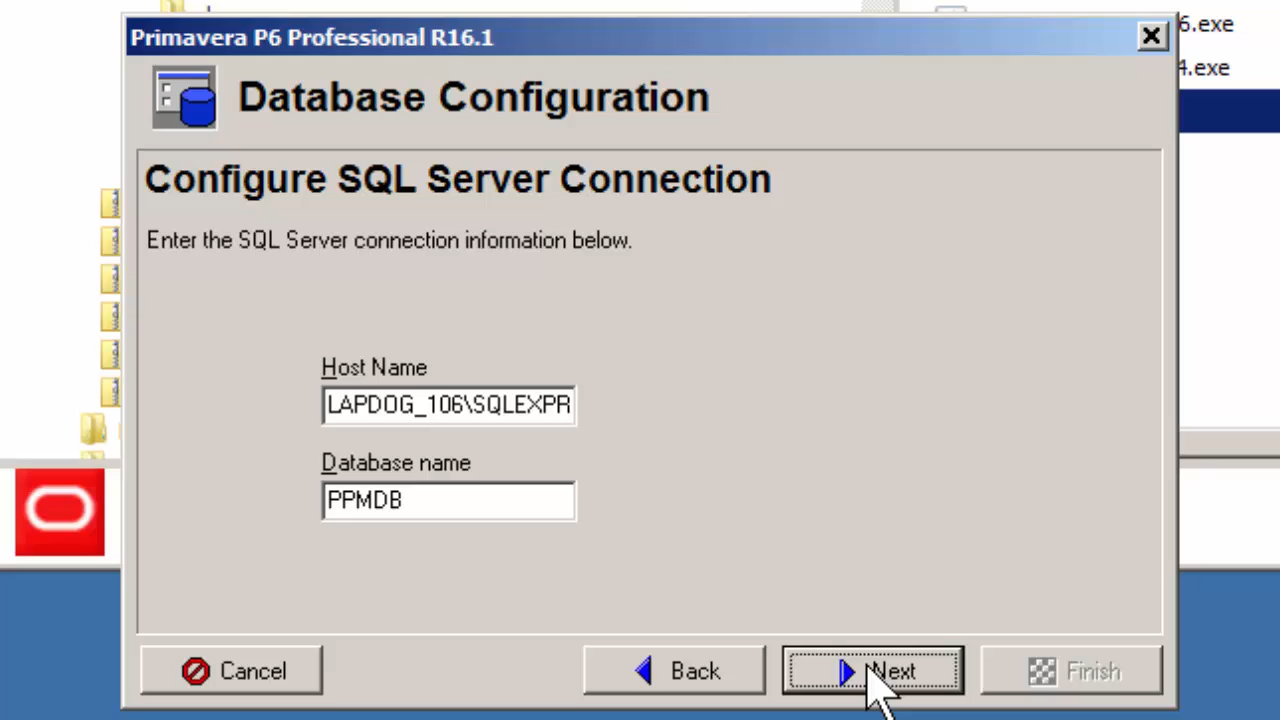 6.exe
Primavera P6 Professional R16.1
4.exe
Database Configuration
Configure SQL Server Connection
Enter the SQL Server connection information below.
Host Name
LAPDOG_106\SQLEXPR
Database name
PPMDB
Cancel
Back
Next
Finish